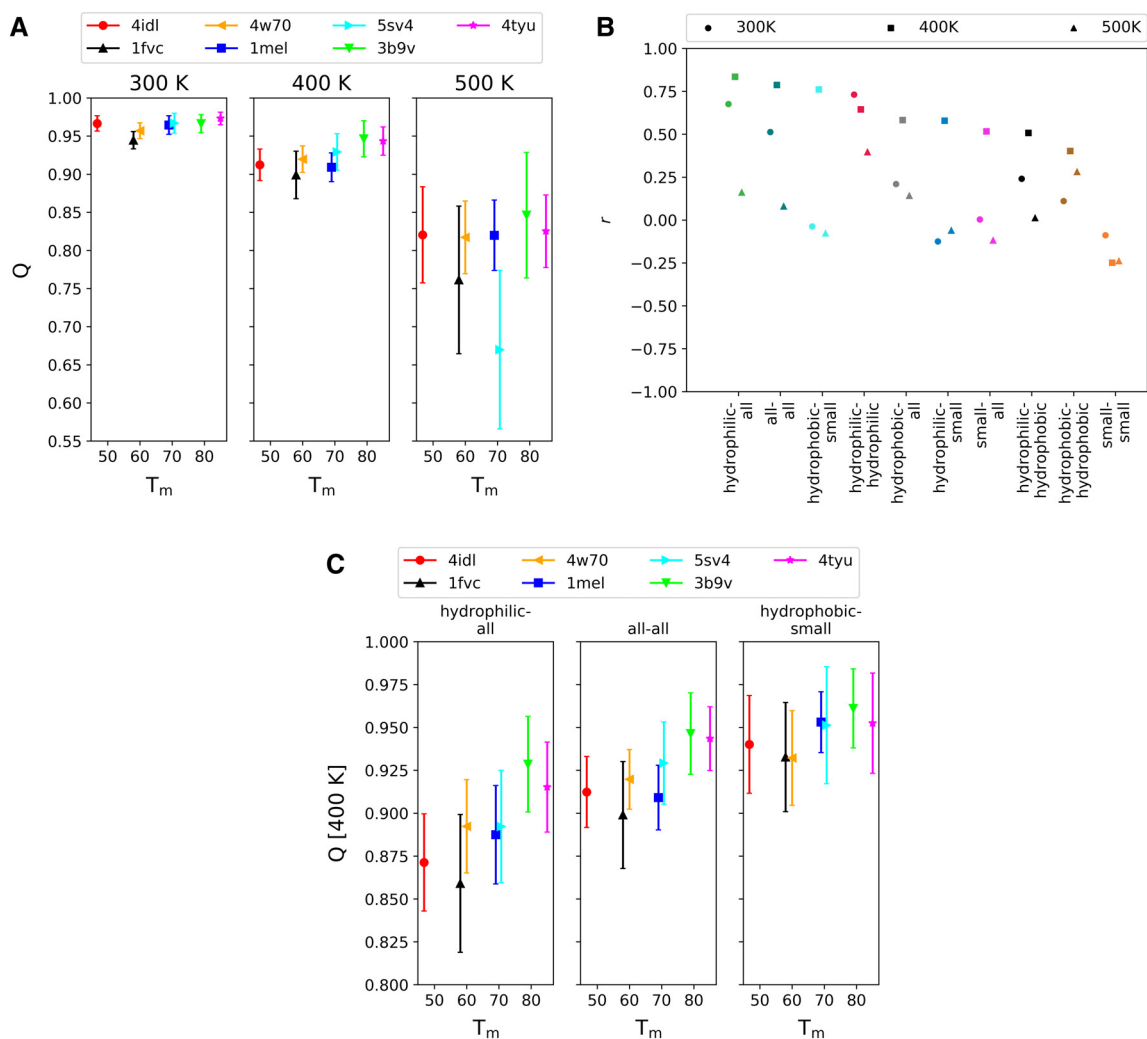 A
4idl 4w70 5sv4 4tyu
1fvc 1mel 3b9v
300 K 400 K 500 K
1.00
0.95
0.90
0.85
0.80
0.75
0.70
0.65
0.60
0.55
Q
50 60 70 80 50 60 70 80 50 60 70 80
Tm Tm Tm
B
300K 400K 500K
1.00
0.75
0.50
0.25
0.00
−0.25
−0.50
−0.75
−1.00
r
hydrophilic-
all
all-
all
hydrophobic-
small
hydrophilic-
hydrophilic
hydrophobic-
all
hydrophilic-
small
small-
all
hydrophilic-
hydrophobic
hydrophobic-
hydrophobic
small-
small
C
4idl 4w70 5sv4 4tyu
1fvc 1mel 3b9v
hydrophilic-
all
all-all
hydrophobic-
small
1.000
0.975
0.950
0.925
0.900
0.875
0.850
0.825
0.800
Q [400 K]
50 60 70 80 50 60 70 80 50 60 70 80
Tm Tm Tm